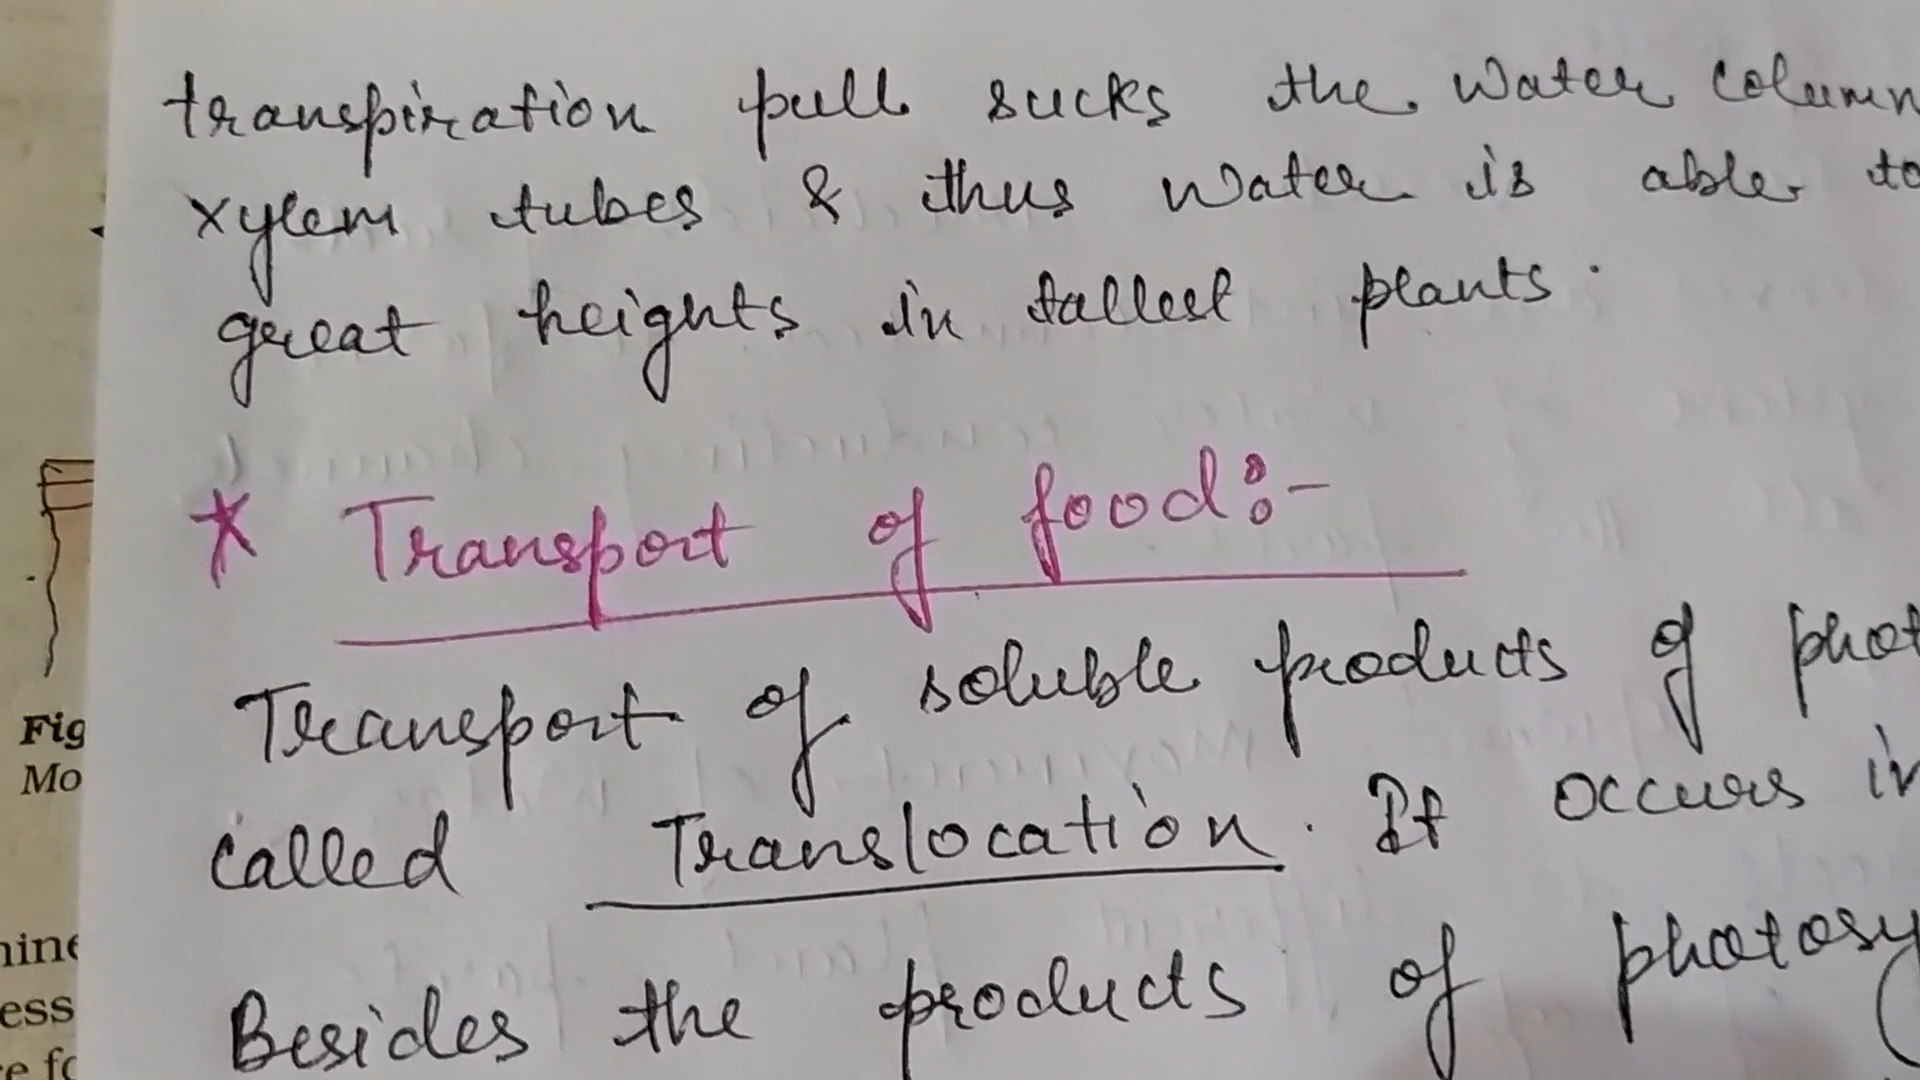 transpiration pull sucks the water column
xylem tubes & thus water is able to
great heights in tallest plants.
* Transport of food:-
Transport of soluble products of phot
called Translocation. It occurs in
Besides the products of photosy
Fig
Mo
ess